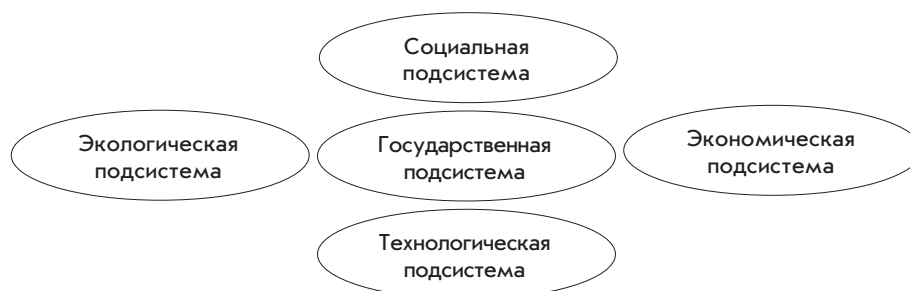 Социальная
подсистема
Экологическая
подсистема
Государственная
подсистема
Экономическая
подсистема
Технологическая
подсистема